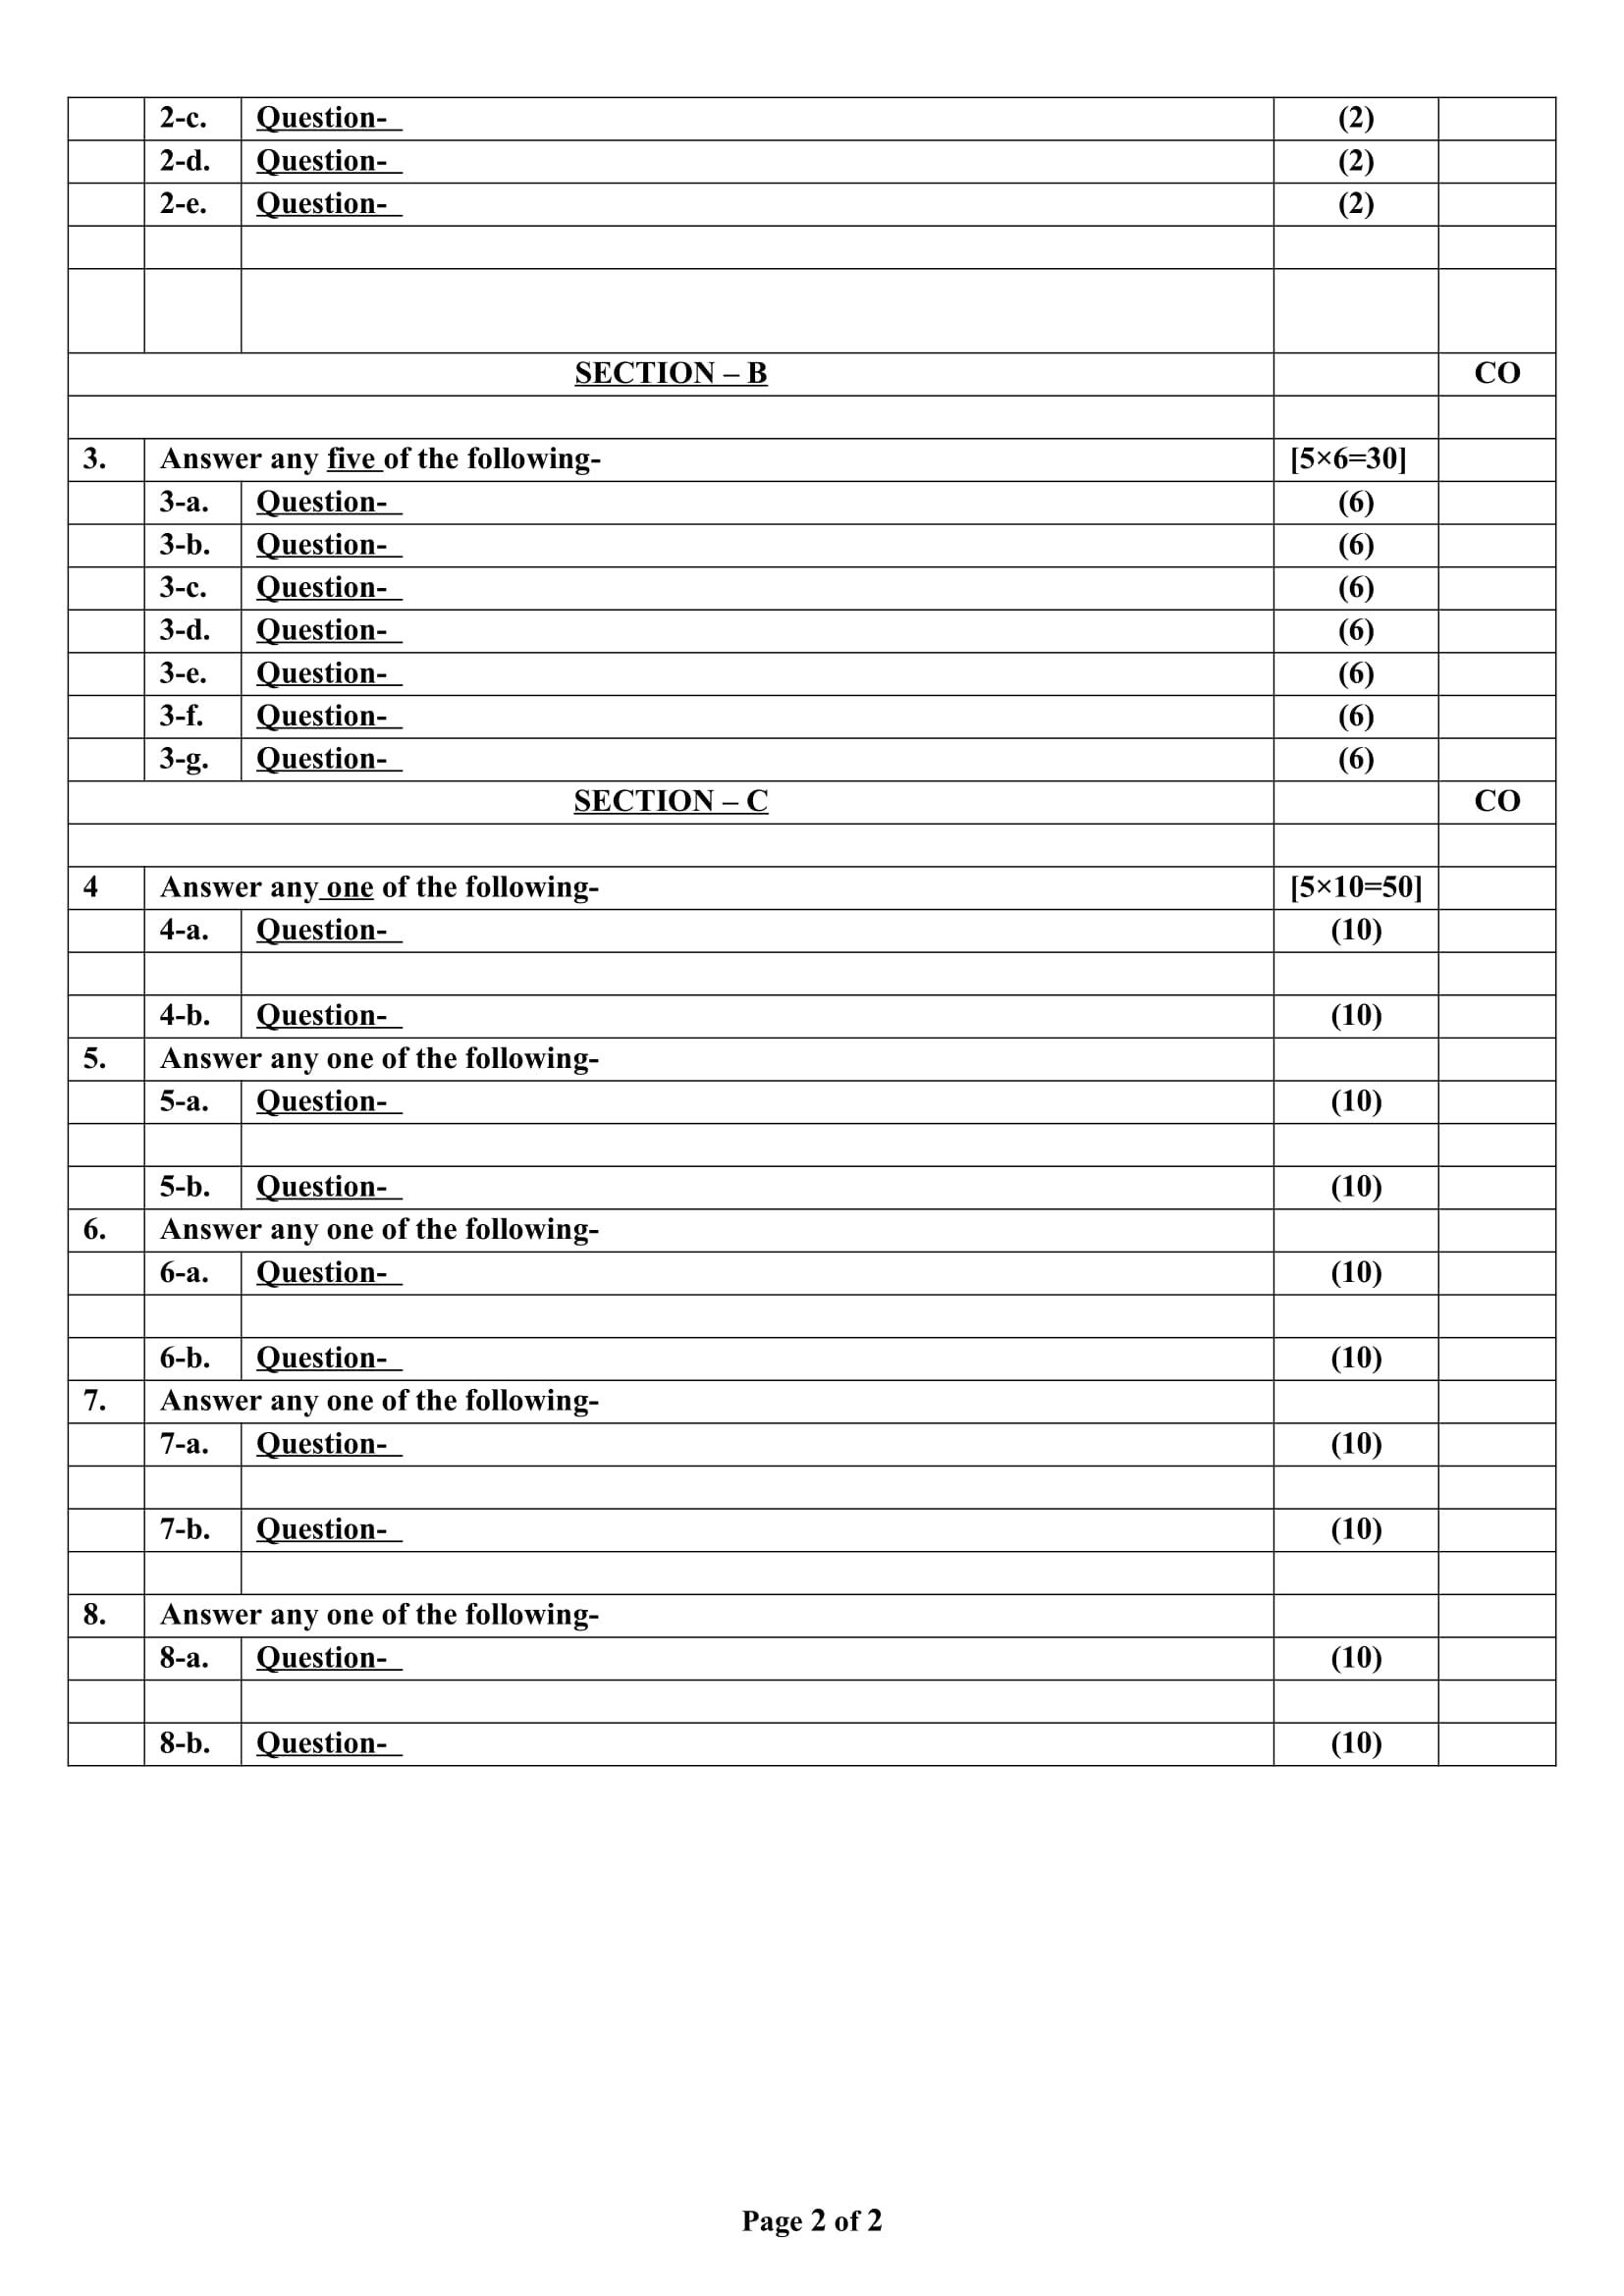 2-c. Question- (2)
2-d. Question- (2)
2-e. Question- (2)
SECTION – B CO
3. Answer any five of the following- [5×6=30]
3-a. Question- (6)
3-b. Question- (6)
3-c. Question- (6)
3-d. Question- (6)
3-e. Question- (6)
3-f. Question- (6)
3-g. Question- (6)
SECTION – C CO
4 Answer any one of the following- [5×10=50]
4-a. Question- (10)
4-b. Question- (10)
5. Answer any one of the following-
5-a. Question- (10)
5-b. Question- (10)
6. Answer any one of the following-
6-a. Question- (10)
6-b. Question- (10)
7. Answer any one of the following-
7-a. Question- (10)
7-b. Question- (10)
8. Answer any one of the following-
8-a. Question- (10)
8-b. Question- (10)
Page 2 of 2